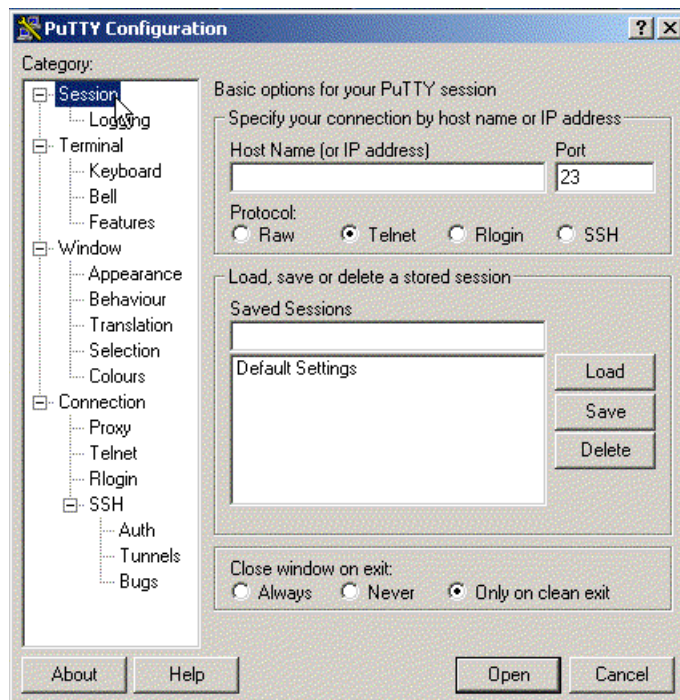 PuTTY Configuration
Category:
Session
Logging
Terminal
Keyboard
Bell
Features
Window
Appearance
Behaviour
Translation
Selection
Colours
Connection
Proxy
Telnet
Rlogin
SSH
Auth
Tunnels
Bugs
Basic options for your PuTTY session
Specify your connection by host name or IP address
Host Name (or IP address) Port
23
Protocol:
Raw Telnet Rlogin SSH
Load, save or delete a stored session
Saved Sessions
Default Settings
Load
Save
Delete
Close window on exit:
Always Never Only on clean exit
About Help Open Cancel